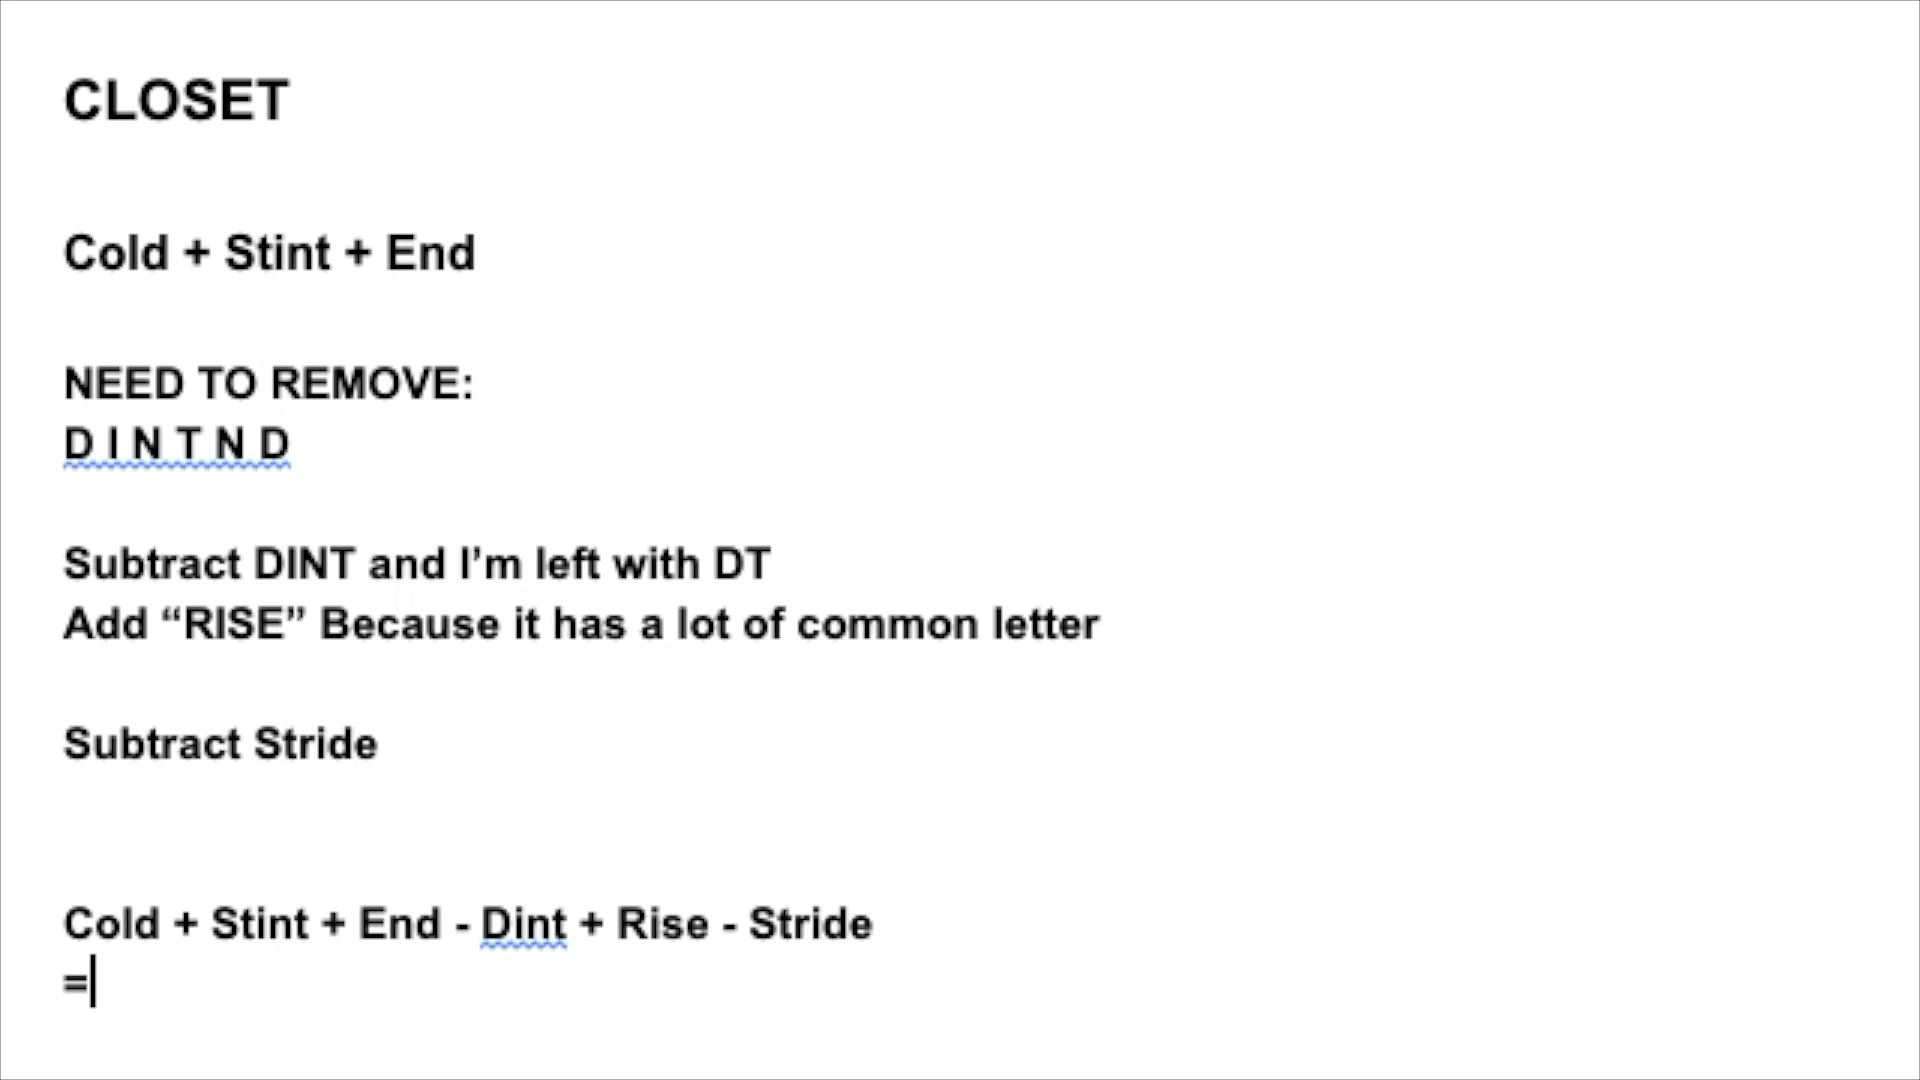 CLOSET
Cold + Stint + End
NEED TO REMOVE:
D I N T N D
Subtract DINT and I’m left with DT
Add “RISE” Because it has a lot of common letter
Subtract Stride
Cold + Stint + End - Dint + Rise - Stride
=